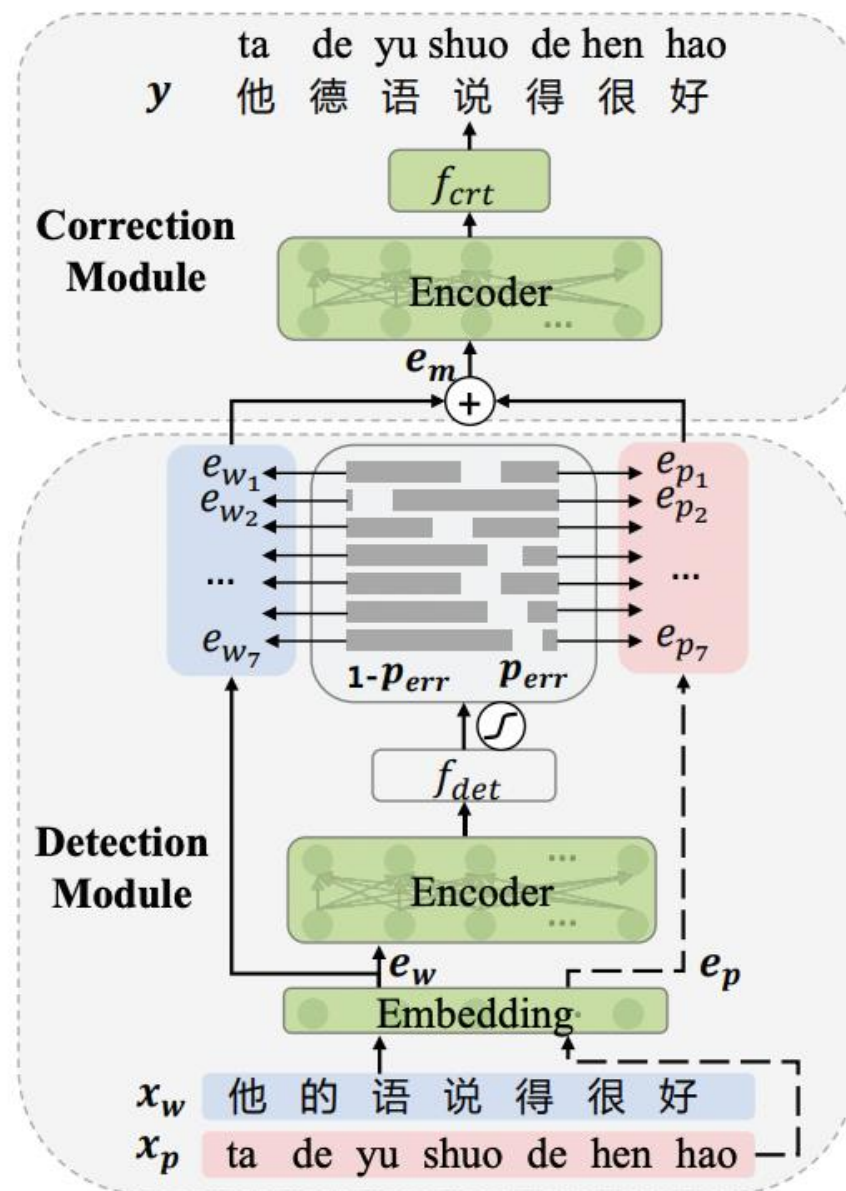 ta de yu shuo de hen hao
y 他 德 语 说 得 很 好
f_crt
Correction Module
Encoder
...
e_m
+
e_w1 e_p1
e_w2 e_p2
... ...
e_w7 e_p7
1-p_err p_err
f_det
Detection Module
...
Encoder
...
e_w e_p
Embedding
x_w 他 的 语 说 得 很 好
x_p ta de yu shuo de hen hao